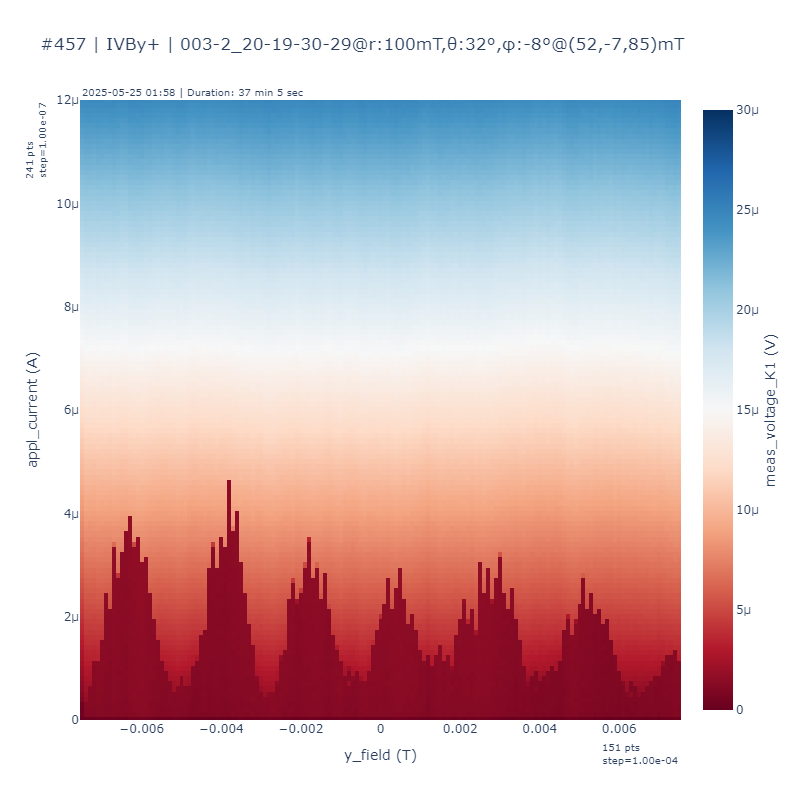 #457 | IVBy+ | 003-2_20-19-30-29@r:100mT,θ:32°,φ:-8°@(52,-7,85)mT
2025-05-25 01:58 | Duration: 37 min 5 sec
241 pts
step=1.00e-07
12μ
10μ
8μ
6μ
4μ
2μ
0
appl_current (A)
−0.006
−0.004
−0.002
0
0.002
0.004
0.006
y_field (T)
151 pts
step=1.00e-04
30μ
25μ
20μ
15μ
10μ
5μ
0
meas_voltage_K1 (V)